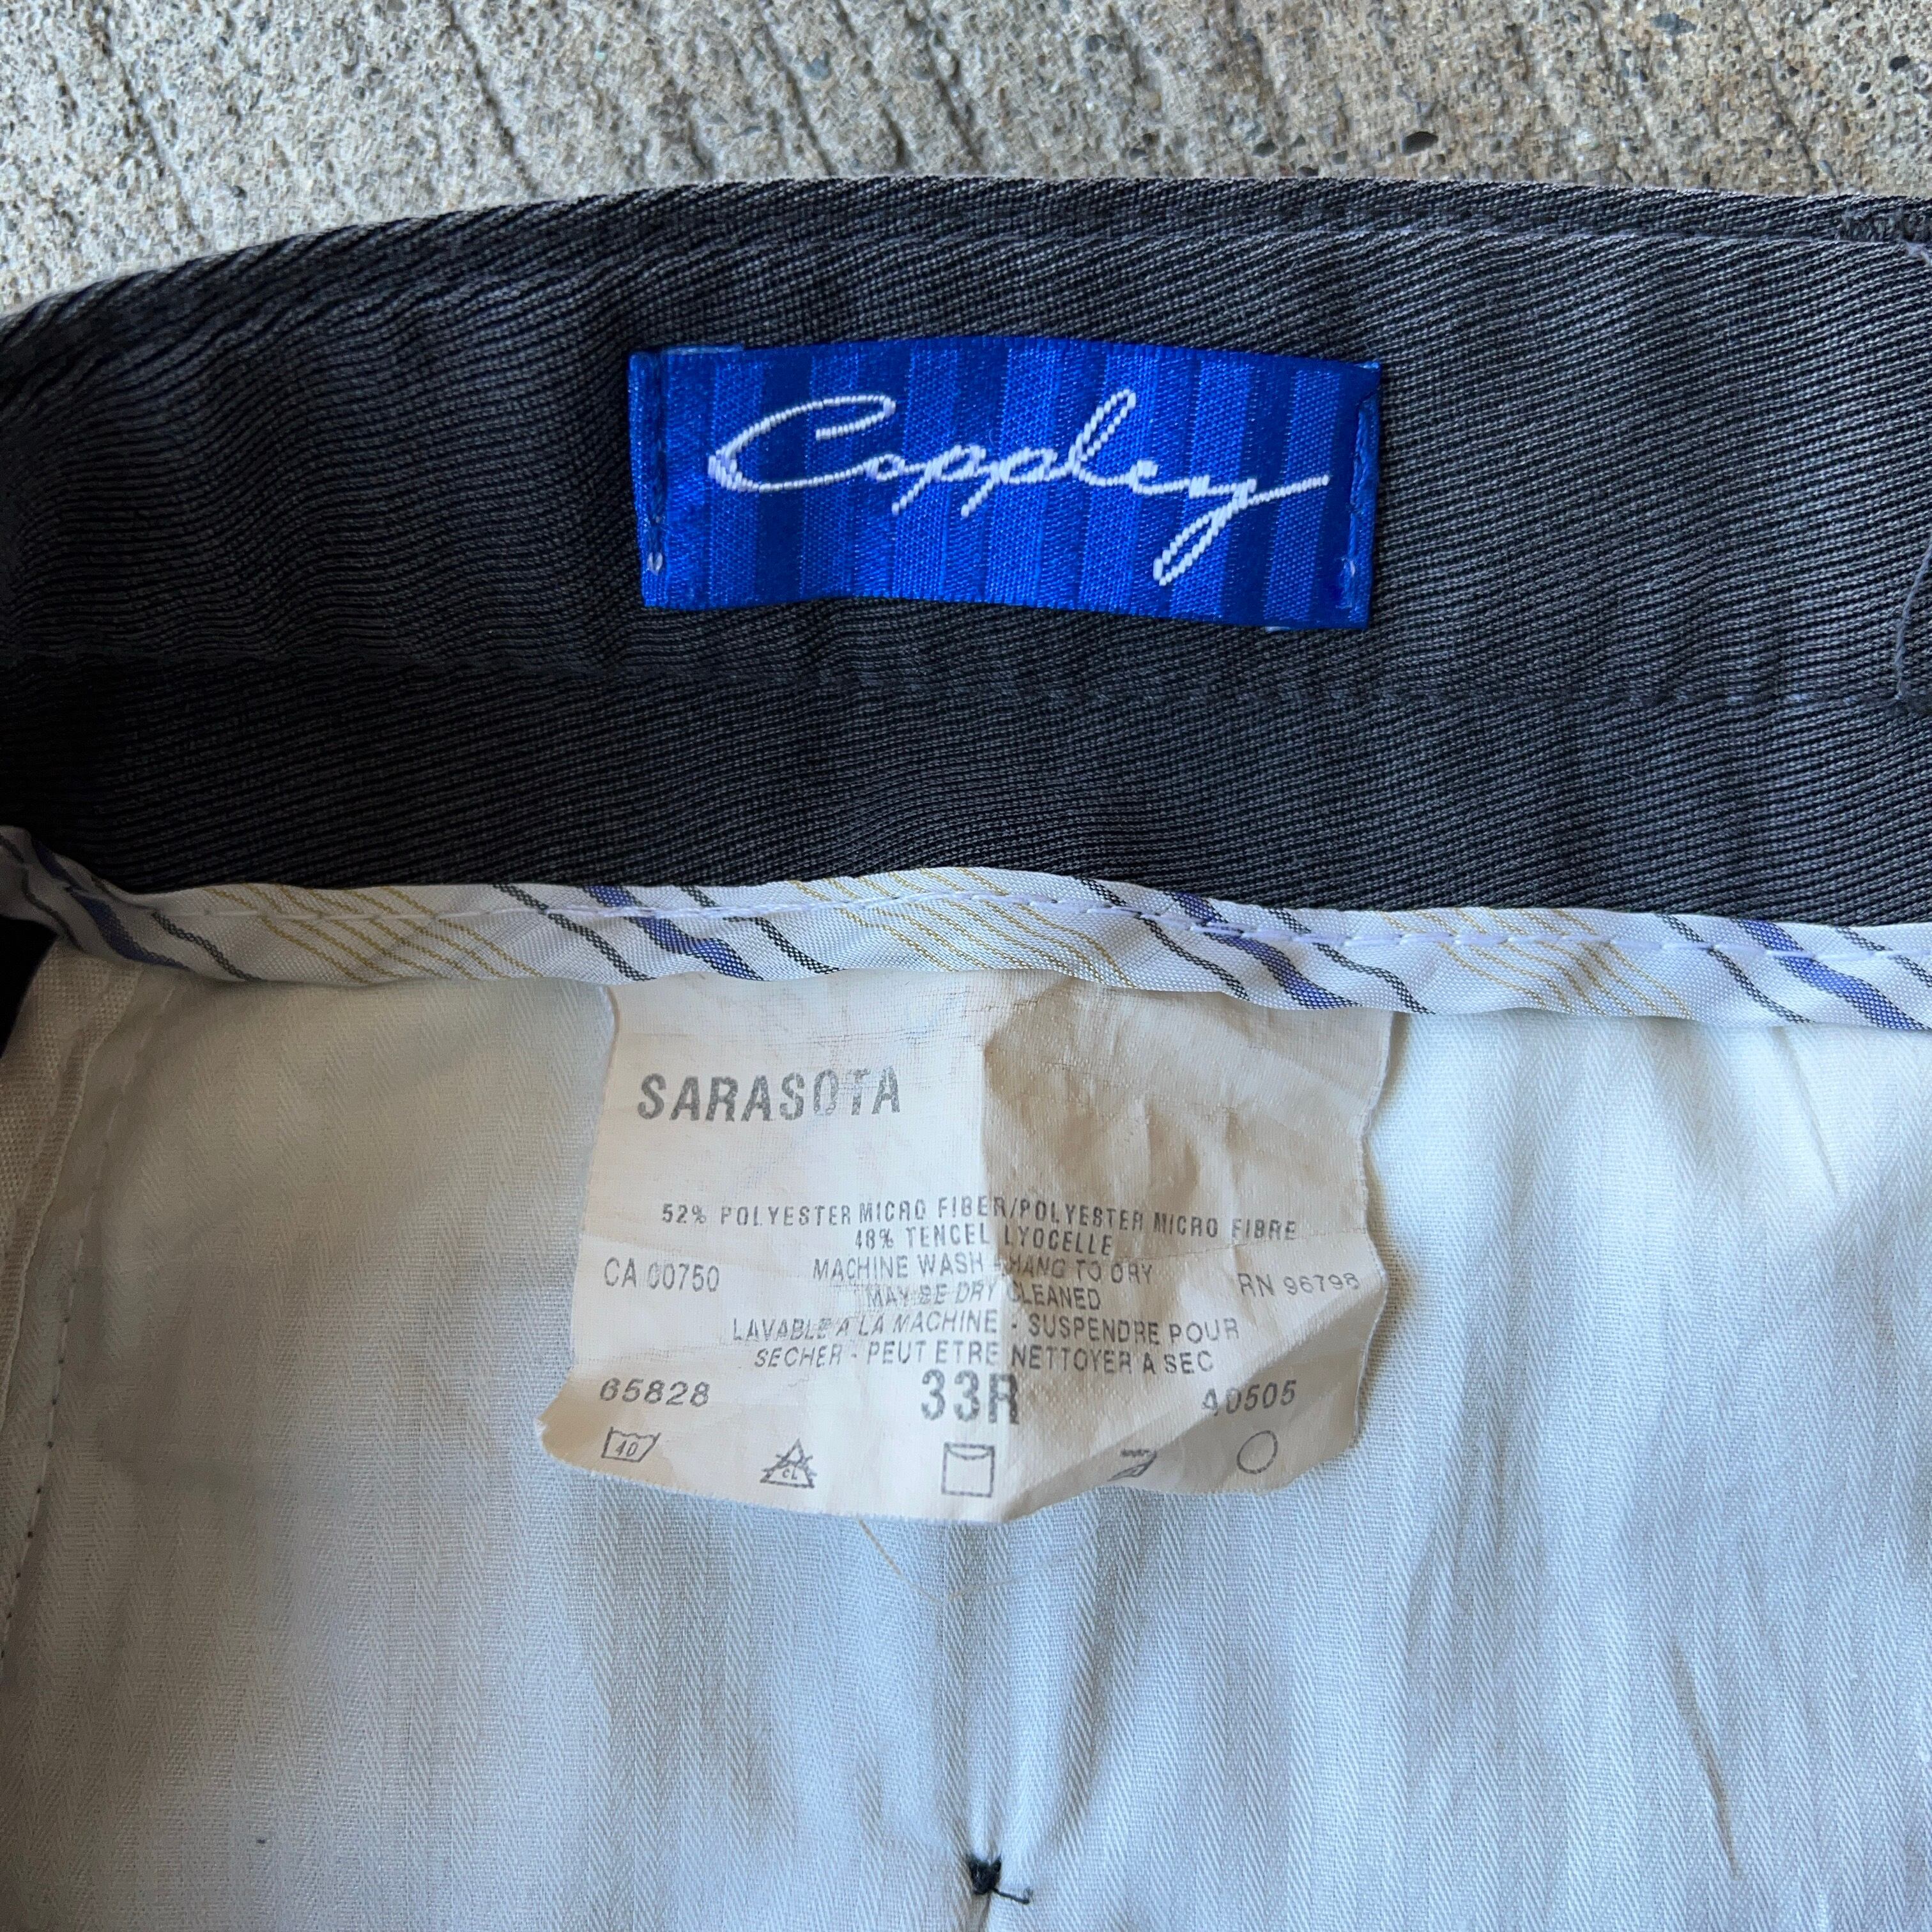 Coppley
SARASOTA
52% POLYESTER MICRO FIBER/POLYESTER MICRO FIBRE
48% TENCEL LYOCELLE
CA 00750 MACHINE WASH - HANG TO DRY RN 96798
MAY BE DRY CLEANED
LAVABLE A LA MACHINE - SUSPENDRE POUR
SECHER - PEUT ETRE NETTOYER A SEC
65828 33R 40505
40 CL